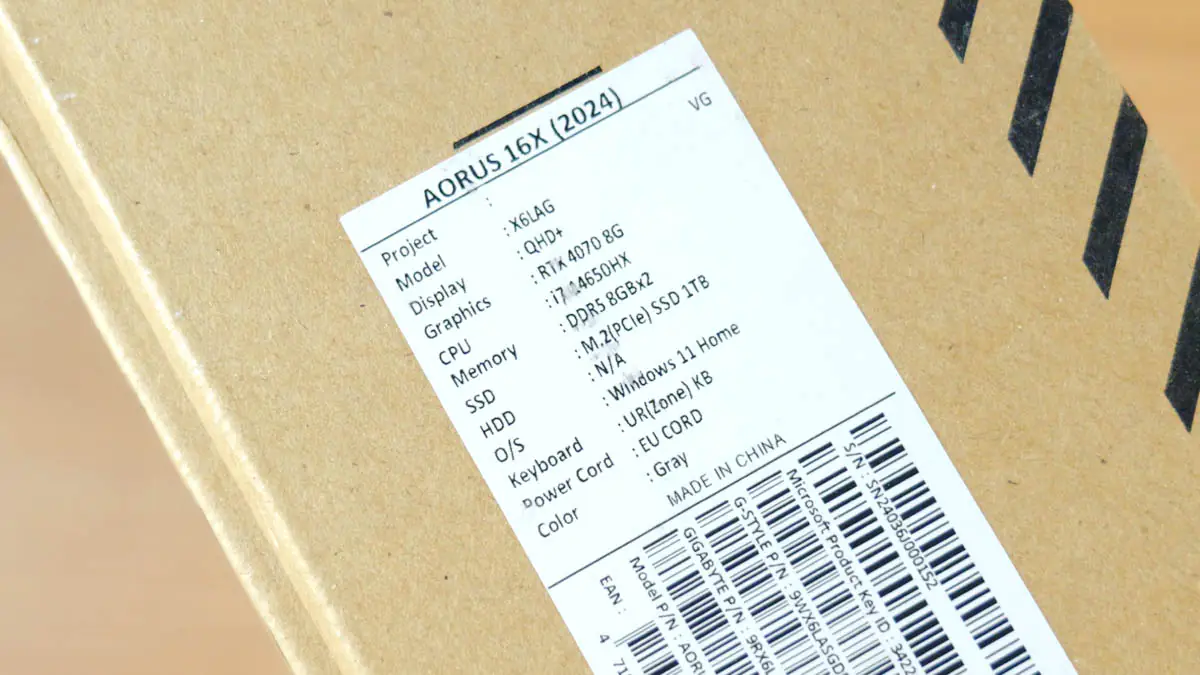 AORUS 16X (2024)
VG
Project :
Model : X6LAG
Display : QHD+
Graphics : RTX 4070 8G
CPU : i7 14650HX
Memory : DDR5 8GBx2
SSD : M.2(PCIe) SSD 1TB
HDD : N/A
O/S : Windows 11 Home
Keyboard : UR(Zone) KB
Power Cord : EU CORD
Color : Gray
MADE IN CHINA
EAN :
4 71
Model P/N : AOR
GIGABYTE P/N : 9RX6L
G-STYLE P/N : 9WX6LASGD
Microsoft Product Key ID : 3422
S/N : SN24036J000152